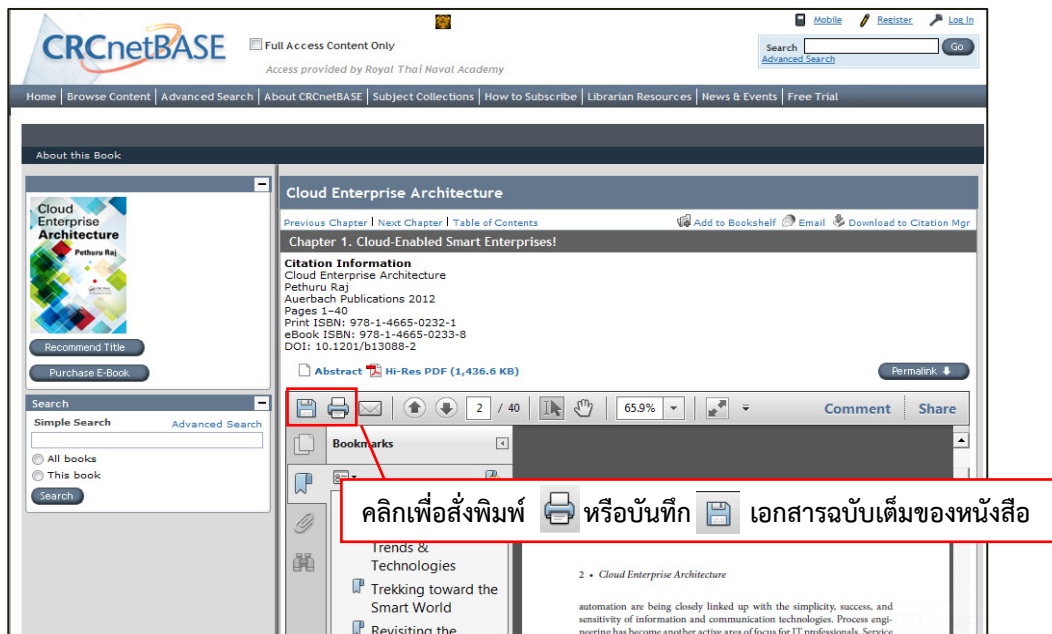 CRCnetBASE
Full Access Content Only
Access provided by Royal Thai Naval Academy
Mobile Register Log In
Search Go
Advanced Search
Home | Browse Content | Advanced Search | About CRCnetBASE | Subject Collections | How to Subscribe | Librarian Resources | News & Events | Free Trial
About this Book
Cloud
Enterprise
Architecture
Pethuru Raj
Recommend Title
Purchase E-Book
Search
Simple Search Advanced Search
All books
This book
Search
Cloud Enterprise Architecture
Previous Chapter | Next Chapter | Table of Contents
Add to Bookshelf Email Download to Citation Mgr
Chapter 1. Cloud-Enabled Smart Enterprises!
Citation Information
Cloud Enterprise Architecture
Pethuru Raj
Auerbach Publications 2012
Pages 1–40
Print ISBN: 978-1-4665-0232-1
eBook ISBN: 978-1-4665-0233-8
DOI: 10.1201/b13088-2
Abstract Hi-Res PDF (1,436.6 KB)
Permalink
2 / 40 65.9% Comment Share
Bookmarks
คลิกเพื่อสั่งพิมพ์ หรือบันทึก เอกสารฉบับเต็มของหนังสือ
Trends &
Technologies
Trekking toward the
Smart World
Revisiting the
2 • Cloud Enterprise Architecture
automation are being closely linked up with the simplicity, success, and
sensitivity of information and communication technologies. Process engi-
neering has become another active area of focus for IT professionals. Service